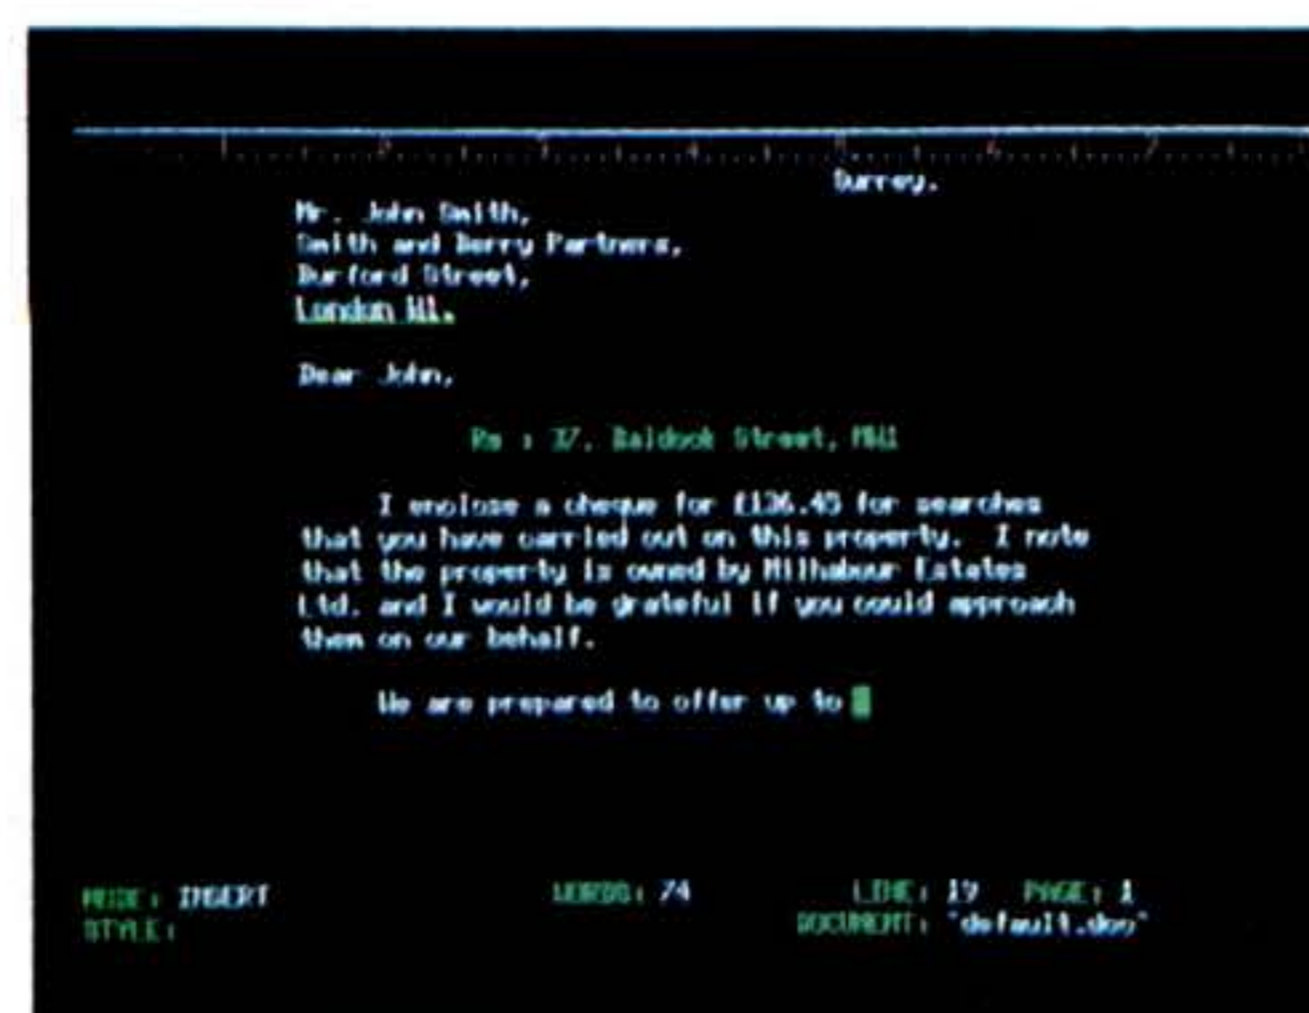 Surrey.
Mr. John Smith,
Smith and Berry Partners,
Burford Street,
London W1.
Dear John,
Re : 37, Baldock Street, NW1
I enclose a cheque for £136.45 for searches
that you have carried out on this property. I note
that the property is owned by Milhabour Estates
Ltd. and I would be grateful if you could approach
them on our behalf.
We are prepared to offer up to
MODE: INSERT WORDS: 74 LINE: 19 PAGE: 1
STYLE: DOCUMENT: "default.doc"